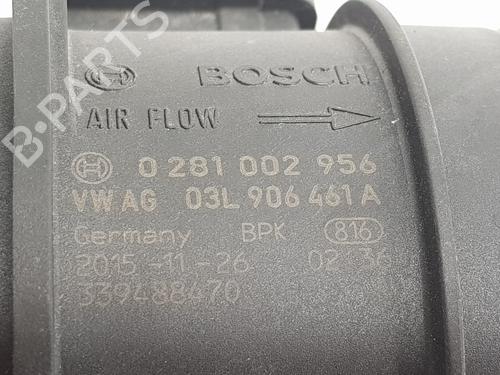 BOSCH
AIR FLOW
0 281 002 956
VW AG 03L 906 461 A
Germany BPK 816
2015-11-26 02 36
339488470
B-PARTS